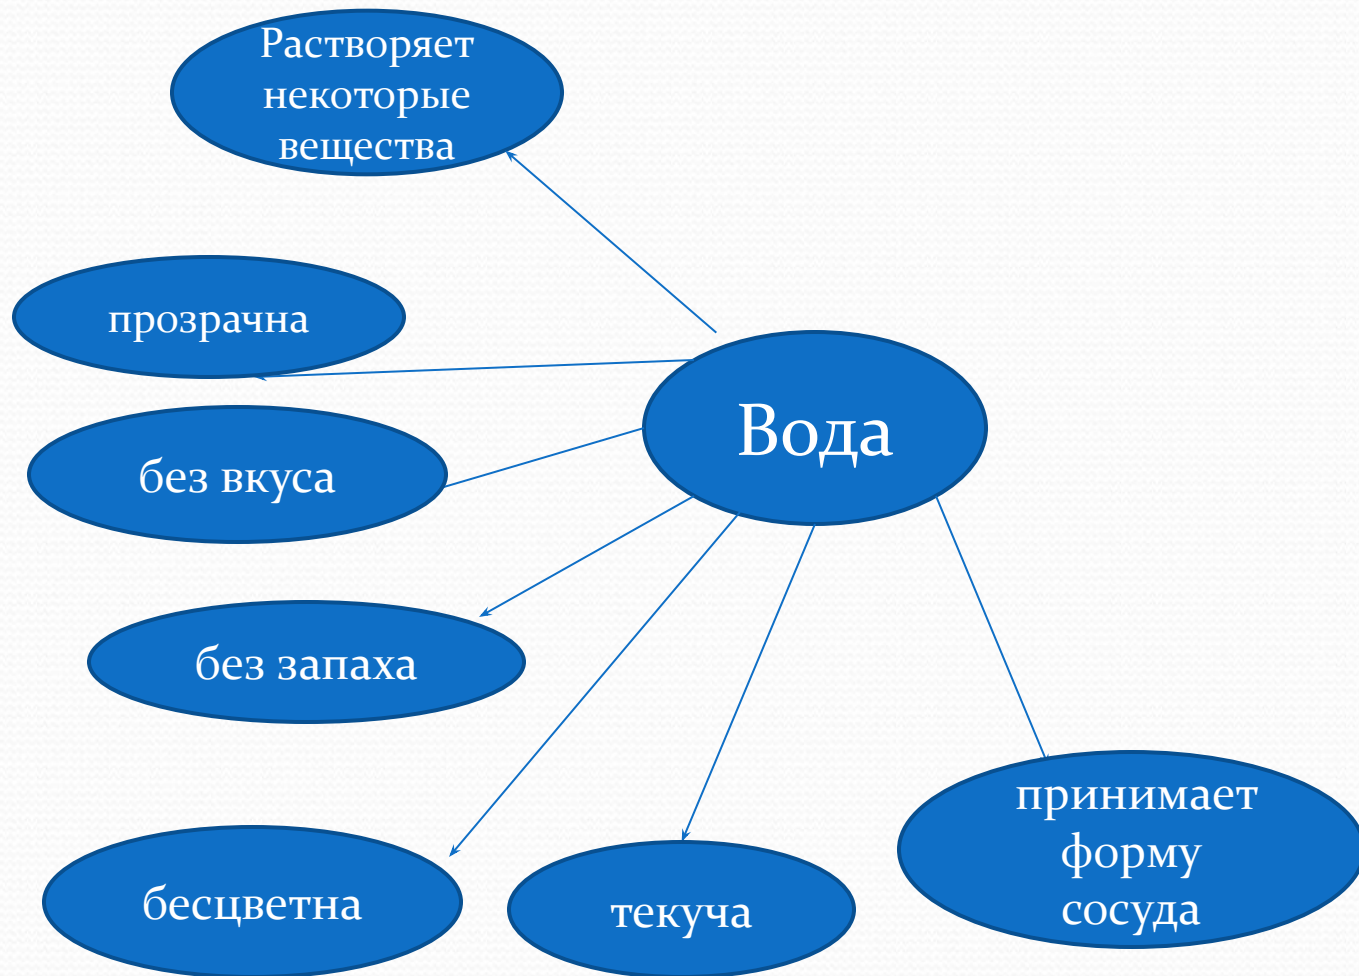 Растворяет
некоторые
вещества
прозрачна
Вода
без вкуса
без запаха
принимает
форму
сосуда
бесцветна
текуча